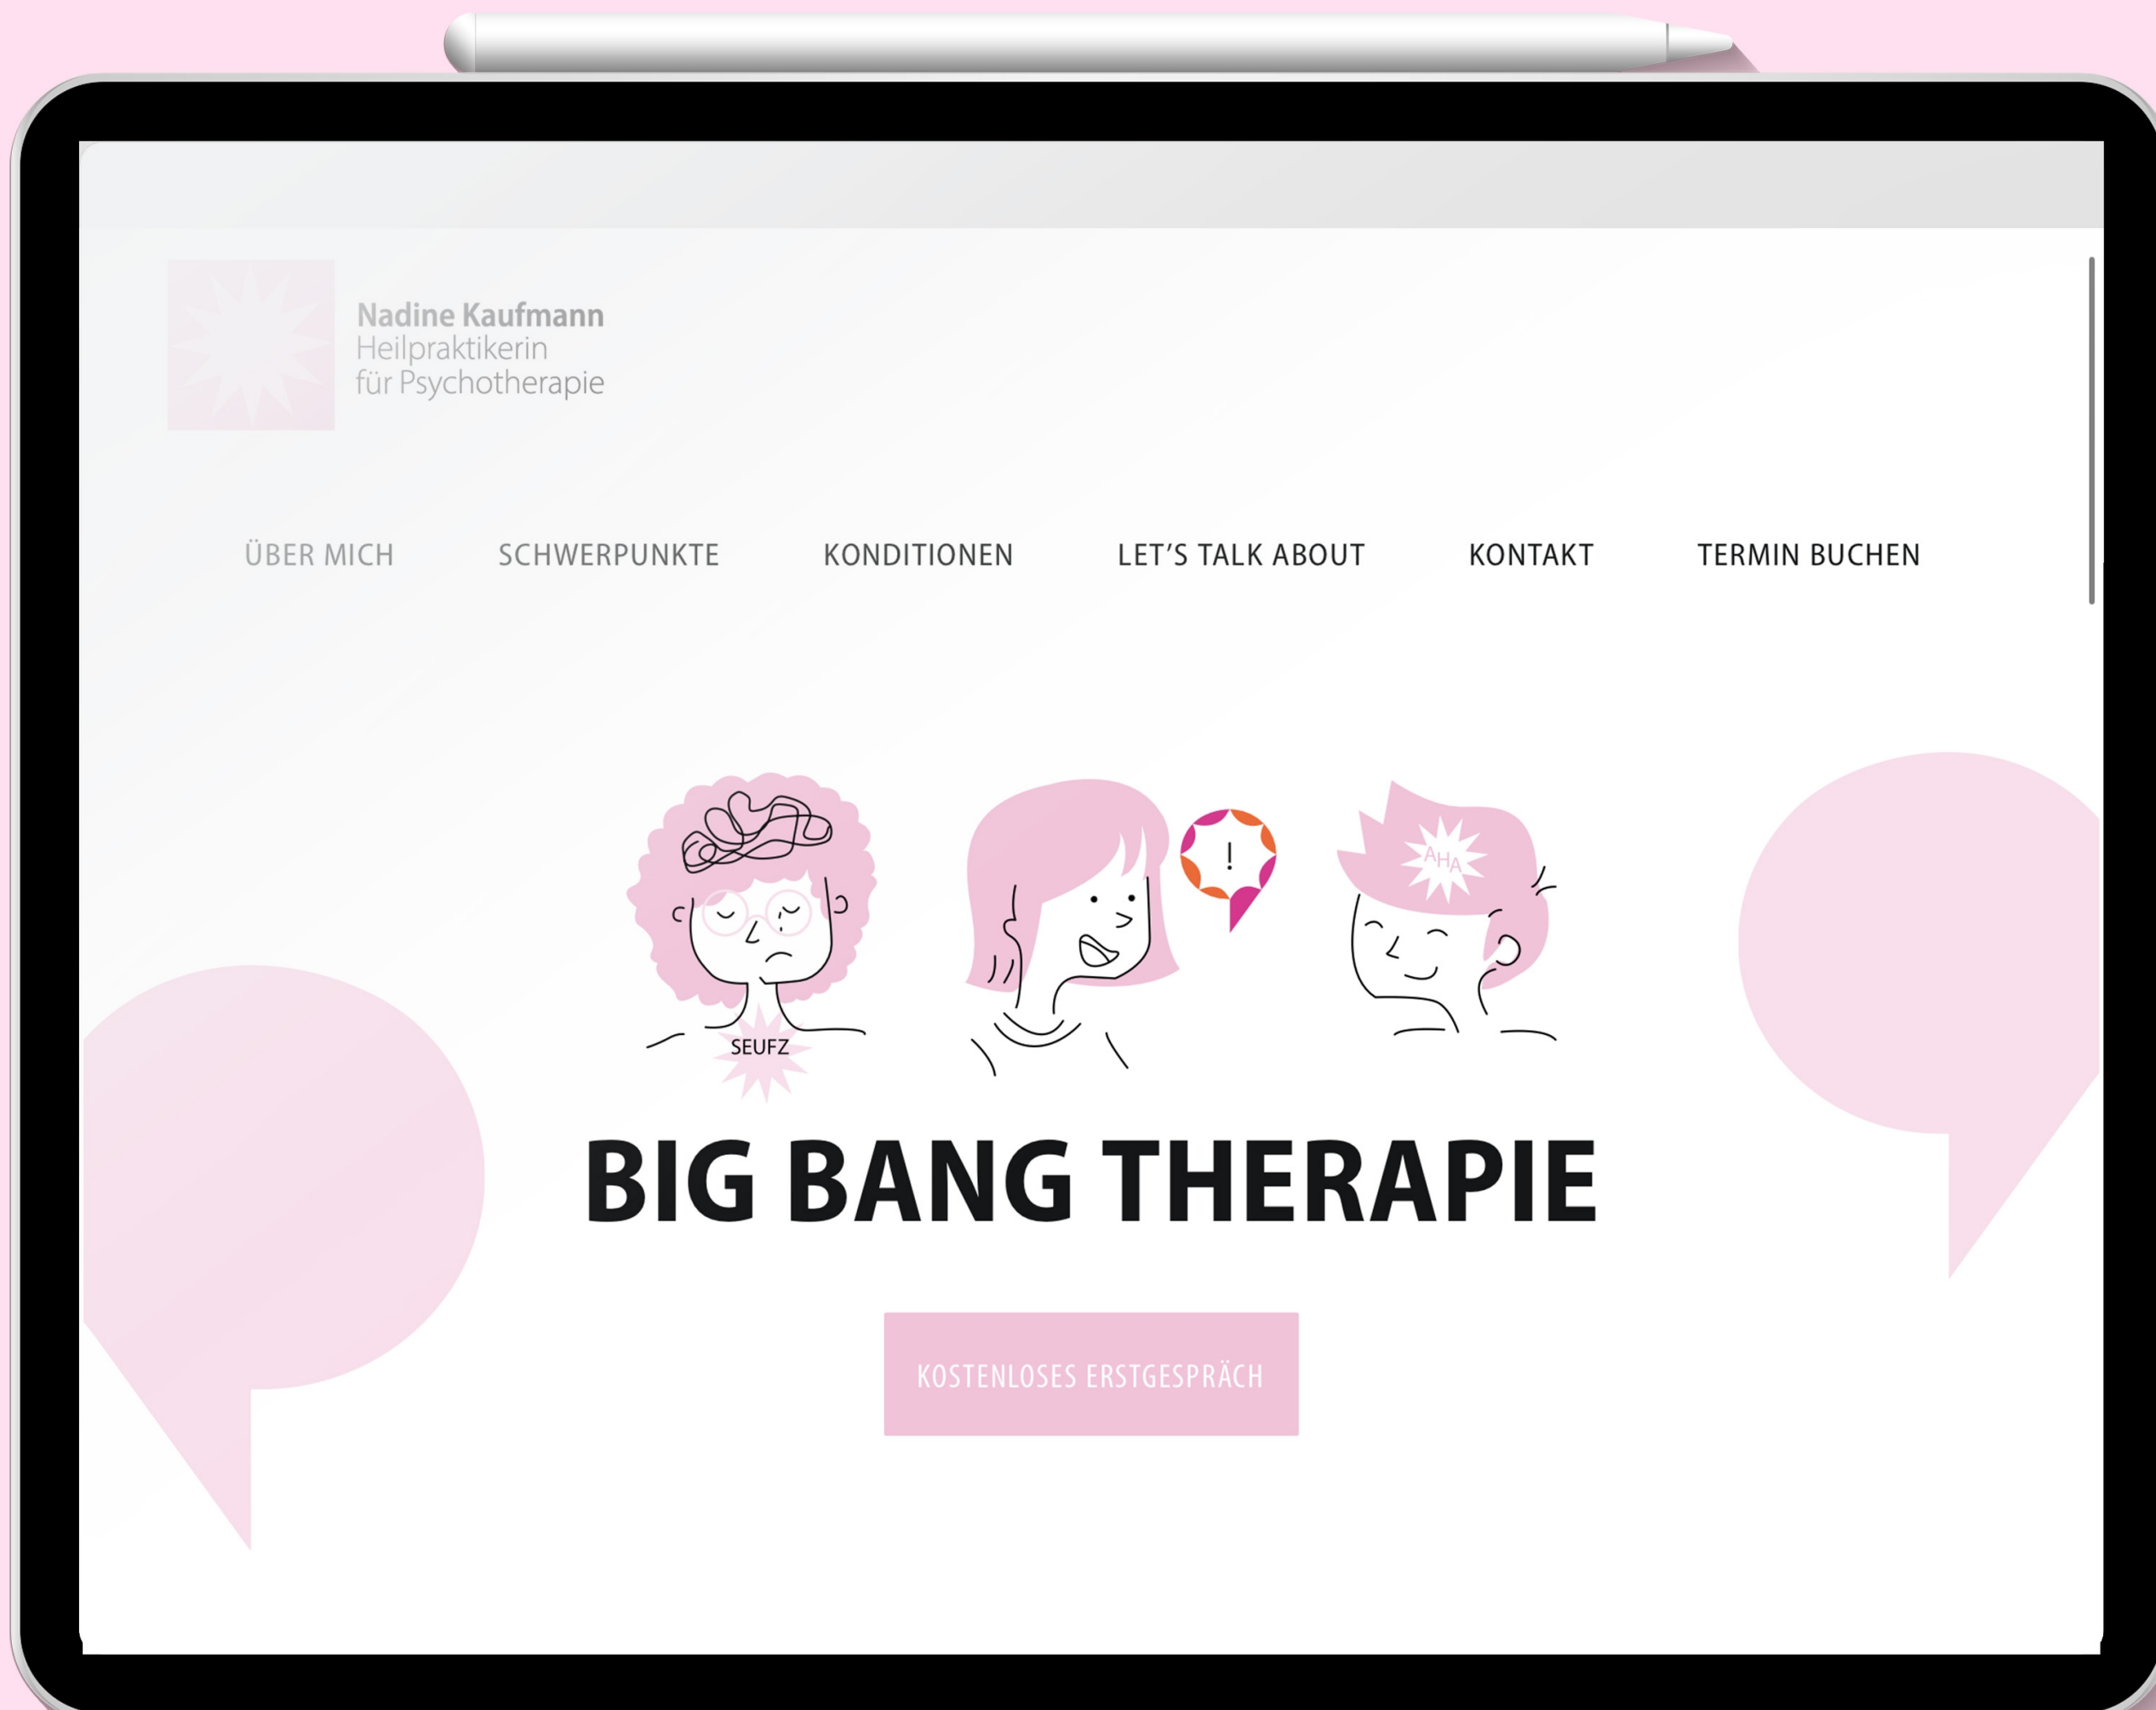 Nadine Kaufmann
Heilpraktikerin
für Psychotherapie
ÜBER MICH
SCHWERPUNKTE
KONDITIONEN
LET’S TALK ABOUT
KONTAKT
TERMIN BUCHEN
!
AHA
SEUFZ
BIG BANG THERAPIE
KOSTENLOSES ERSTGESPRÄCH